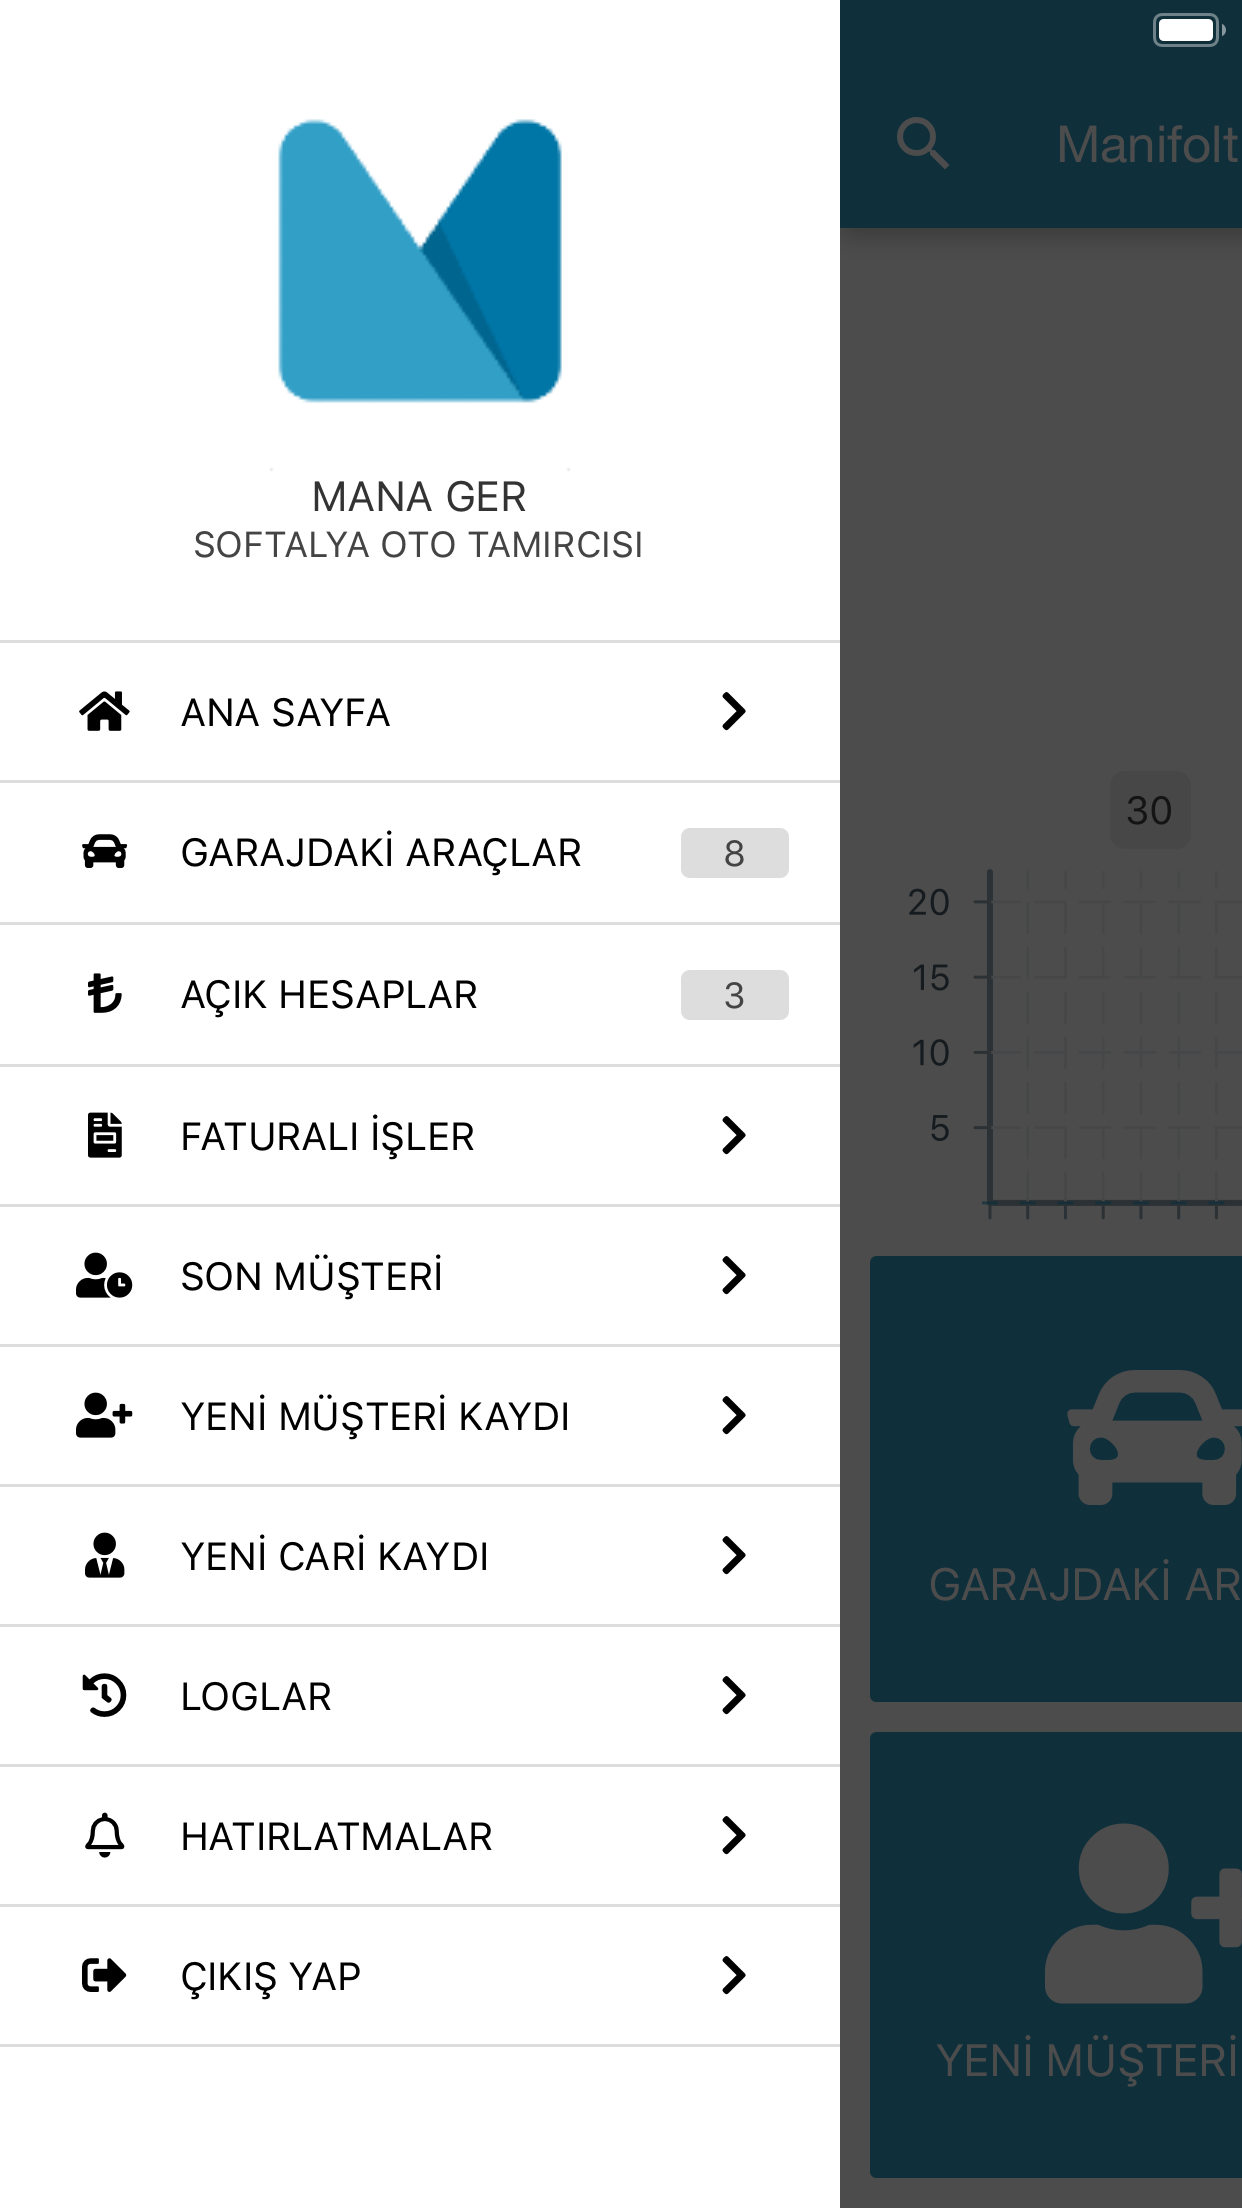 MANA GER
SOFTALYA OTO TAMIRCISI
ANA SAYFA
GARAJDAKİ ARAÇLAR 8
AÇIK HESAPLAR 3
FATURALI İŞLER
SON MÜŞTERİ
YENİ MÜŞTERİ KAYDI
YENİ CARİ KAYDI
LOGLAR
HATIRLATMALAR
ÇIKIŞ YAP
Manifolt
30
20
15
10
5
GARAJDAKİ AR
YENİ MÜŞTERİ